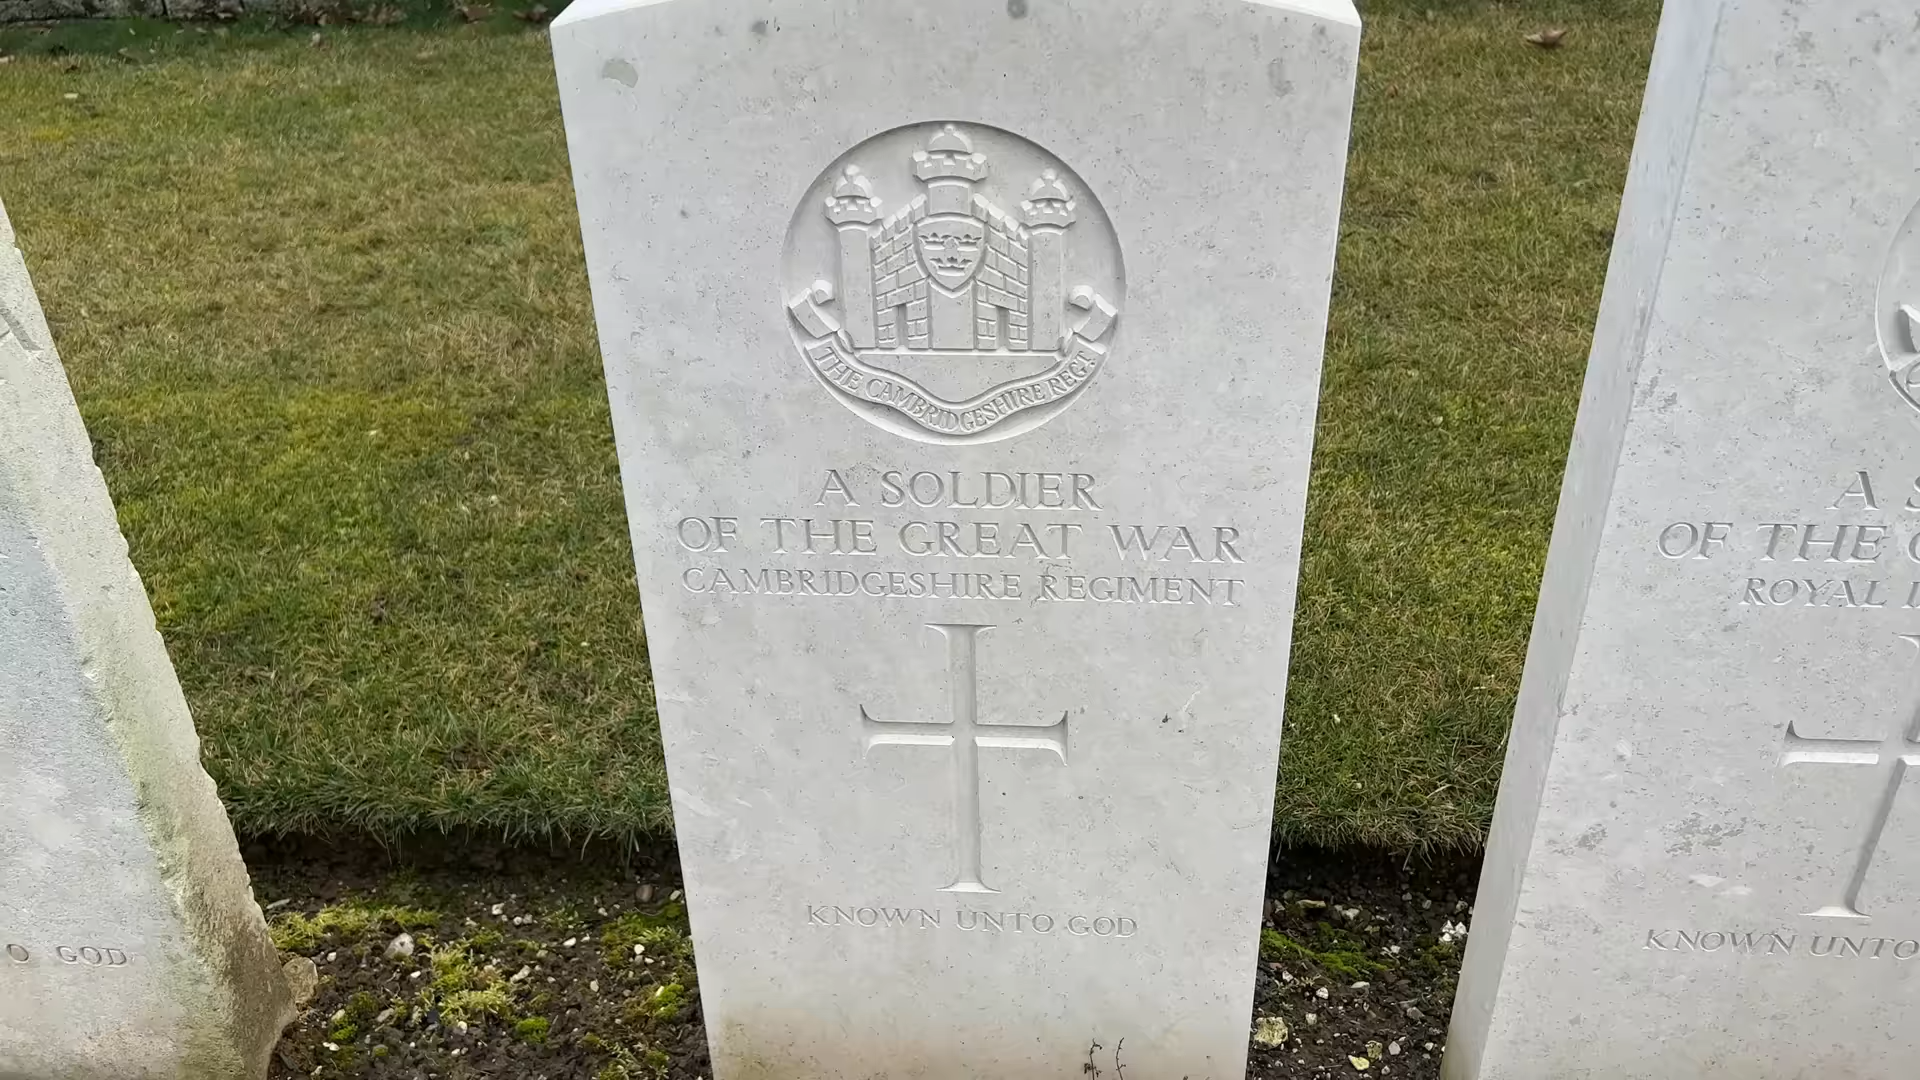 THE CAMBRIDGESHIRE REGT.
A SOLDIER
OF THE GREAT WAR
CAMBRIDGESHIRE REGIMENT
KNOWN UNTO GOD
O GOD
A
OF THE
ROYAL
KNOWN UNTO